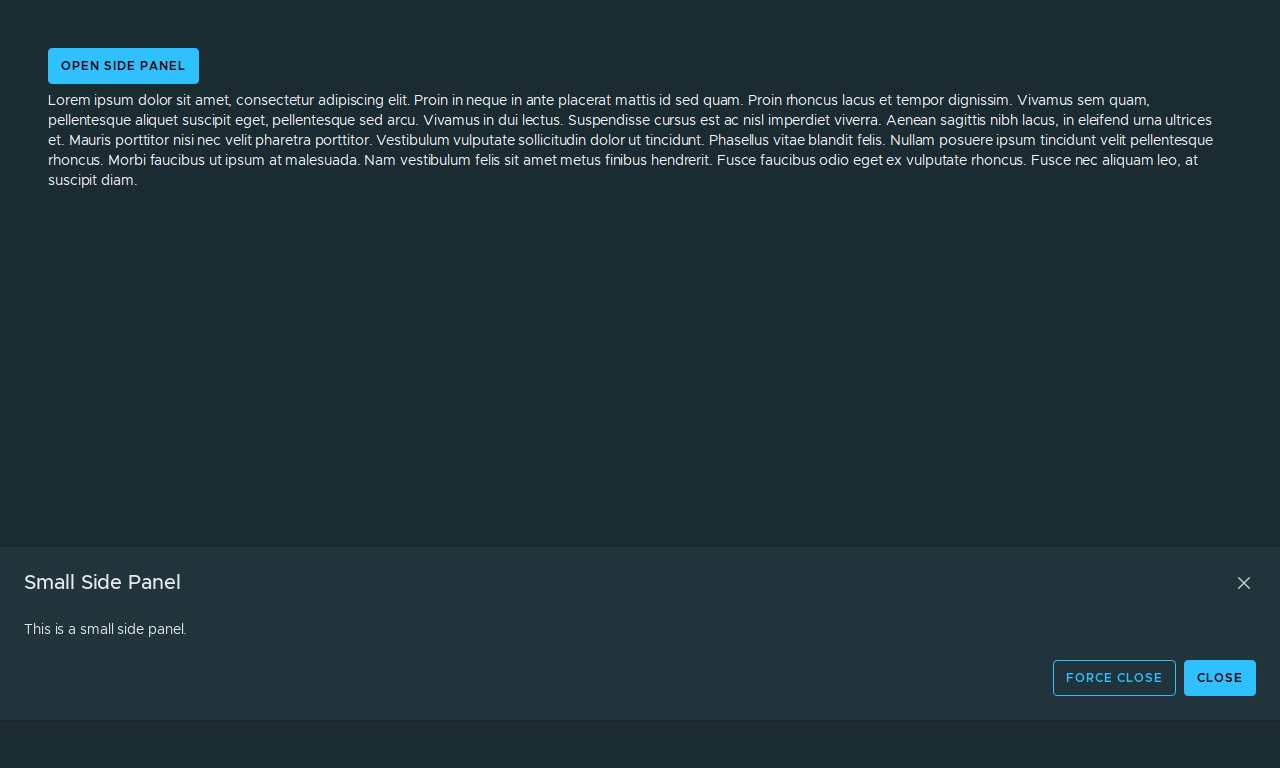 OPEN SIDE PANEL
Lorem ipsum dolor sit amet, consectetur adipiscing elit. Proin in neque in ante placerat mattis id sed quam. Proin rhoncus lacus et tempor dignissim. Vivamus sem quam,
pellentesque aliquet suscipit eget, pellentesque sed arcu. Vivamus in dui lectus. Suspendisse cursus est ac nisl imperdiet viverra. Aenean sagittis nibh lacus, in eleifend urna ultrices
et. Mauris porttitor nisi nec velit pharetra porttitor. Vestibulum vulputate sollicitudin dolor ut tincidunt. Phasellus vitae blandit felis. Nullam posuere ipsum tincidunt velit pellentesque
rhoncus. Morbi faucibus ut ipsum at malesuada. Nam vestibulum felis sit amet metus finibus hendrerit. Fusce faucibus odio eget ex vulputate rhoncus. Fusce nec aliquam leo, at
suscipit diam.
Small Side Panel
This is a small side panel.
FORCE CLOSE
CLOSE